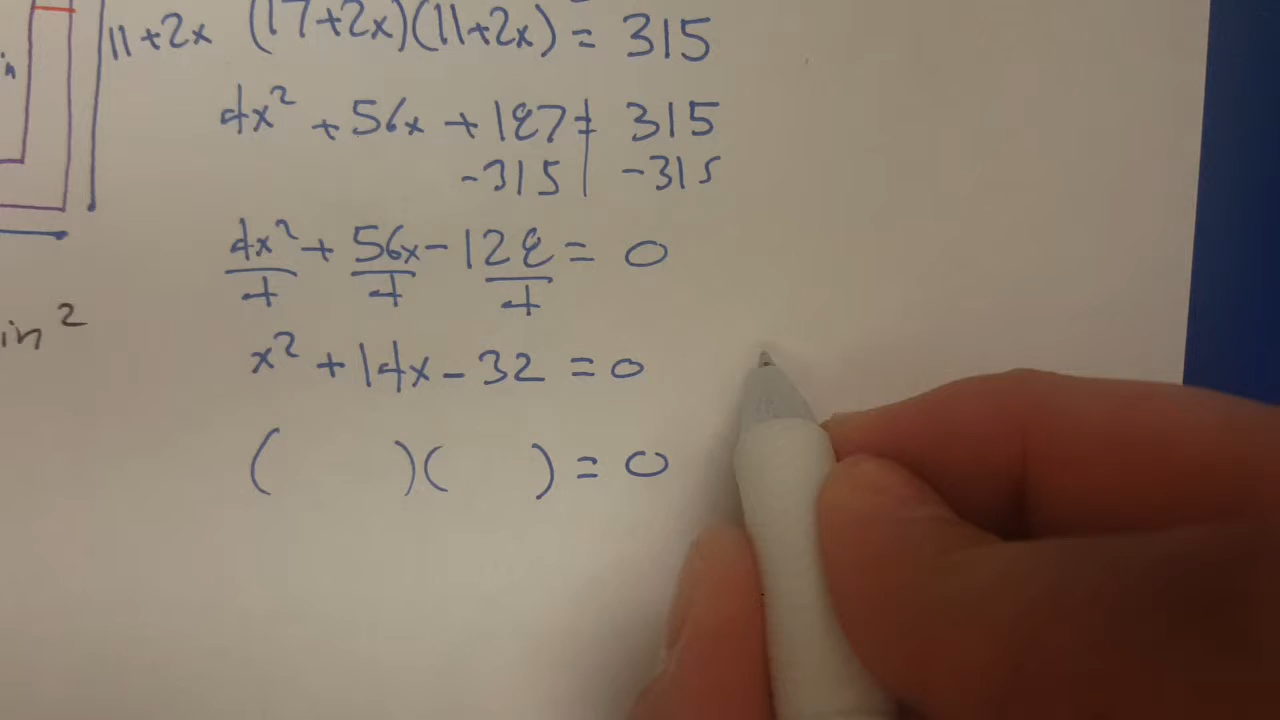 11+2x (17+2x)(11+2x) = 315
4x² + 56x + 187 = 315
-315 | -315
4x² + 56x - 128 = 0
4 4 4
in²
x² + 14x - 32 = 0
( )( ) = 0